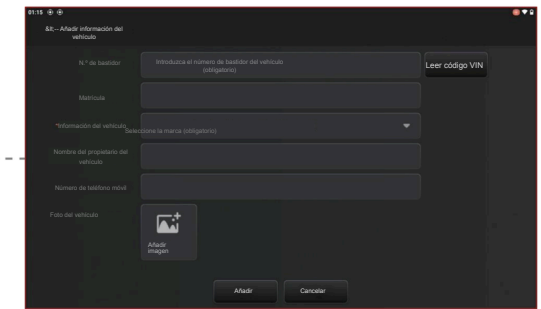 01:15
&lt;-- Añadir información del
vehículo
N.º de bastidor
Introduzca el número de bastidor del vehículo
(obligatorio)
Leer código VIN
Matrícula
*Información del vehículo
Seleccione la marca (obligatorio)
Nombre del propietario del
vehículo
Número de teléfono móvil
Foto del vehículo
Añadir
imagen
Añadir
Cancelar